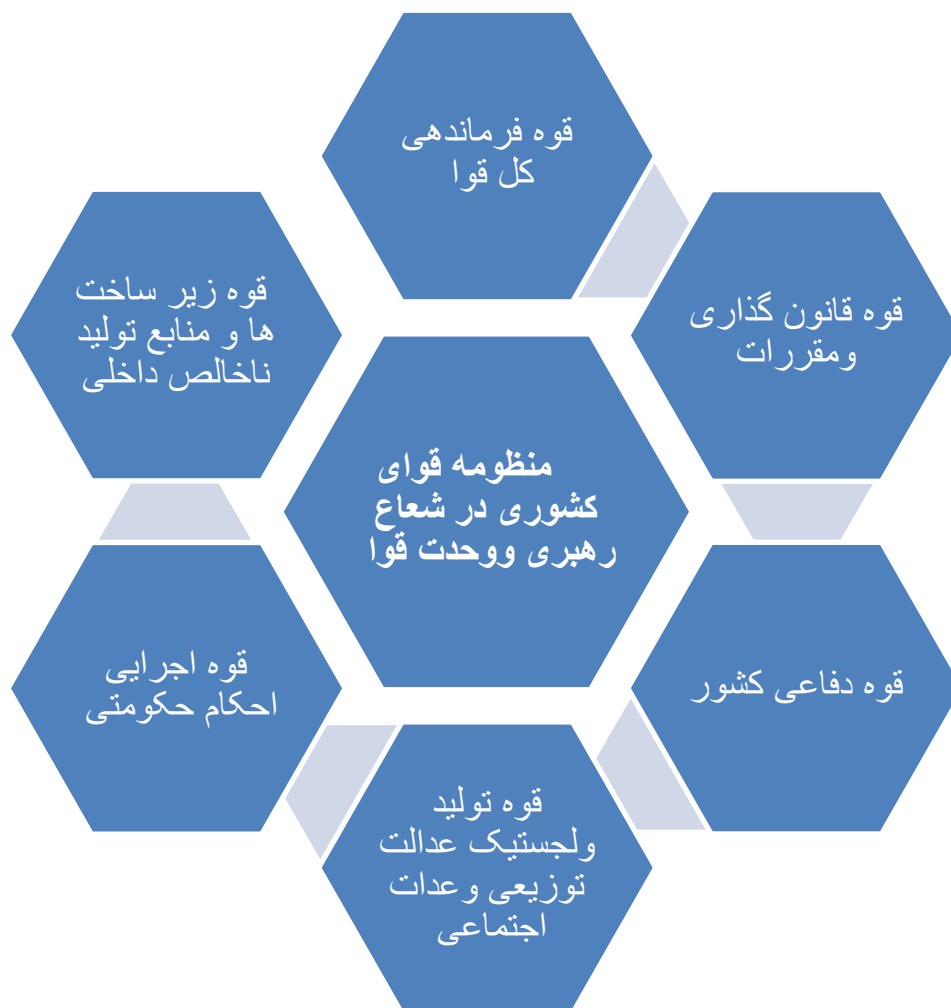 قوه فرماندهی
کل قوا
قوه قانون گذاری
ومقررات
قوه دفاعی کشور
قوه تولید
ولجستیک عدالت
توزیعی وعدات
اجتماعی
قوه اجرایی
احکام حکومتی
قوه زیر ساخت
ها و منابع تولید
ناخالص داخلی
منظومه قوای
کشوری در شعاع
رهبری ووحدت قوا